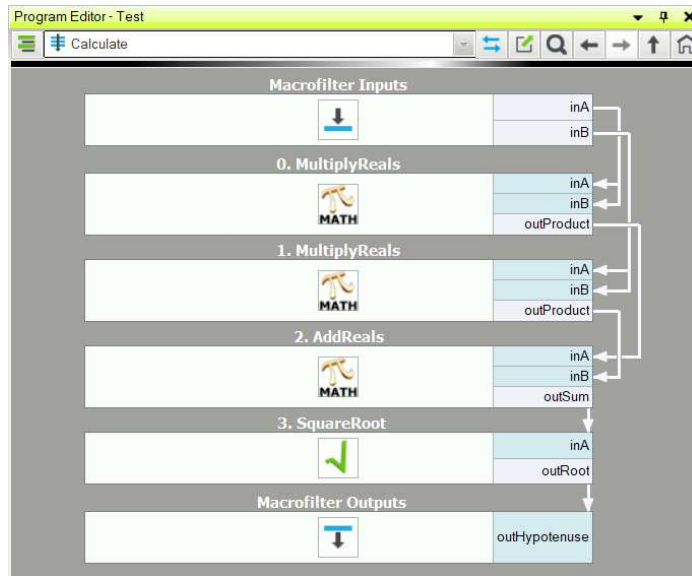 Program Editor - Test
Calculate
Macrofilter Inputs
inA
inB
0. MultiplyReals
MATH
inA
inB
outProduct
1. MultiplyReals
MATH
inA
inB
outProduct
2. AddReals
MATH
inA
inB
outSum
3. SquareRoot
inA
outRoot
Macrofilter Outputs
outHypotenuse